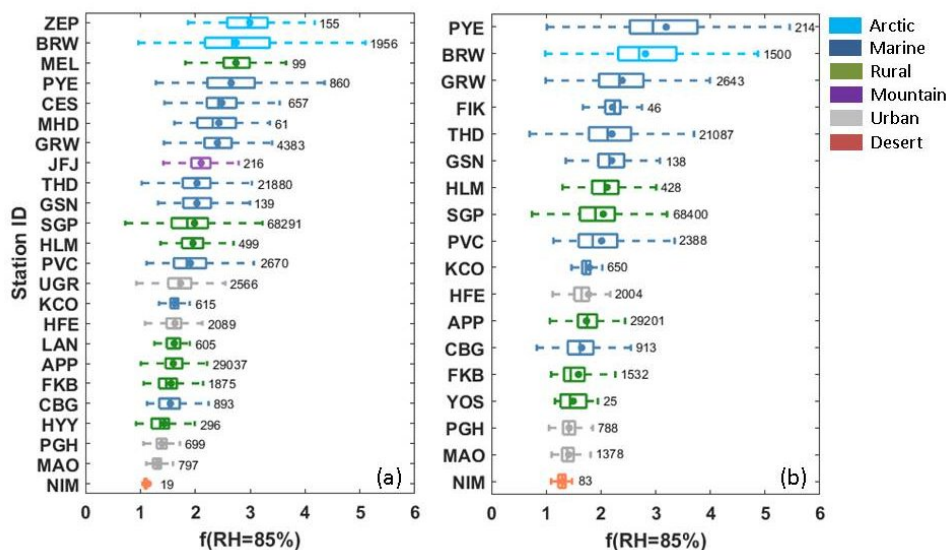 Station ID
ZEP 155
BRW 1956
MEL 99
PYE 860
CES 657
MHD 61
GRW 4383
JFJ 216
THD 21880
GSN 139
SGP 68291
HLM 499
PVC 2670
UGR 2566
KCO 615
HFE 2089
LAN 605
APP 29037
FKB 1875
CBG 893
HYY 296
PGH 699
MAO 797
NIM 19
(a)
0 1 2 3 4 5 6
f(RH=85%)
PYE 214
BRW 1500
GRW 2643
FIK 46
THD 21087
GSN 138
HLM 428
SGP 68400
PVC 2388
KCO 650
HFE 2004
APP 29201
CBG 913
FKB 1532
YOS 25
PGH 788
MAO 1378
NIM 83
(b)
0 1 2 3 4 5 6
f(RH=85%)
Arctic
Marine
Rural
Mountain
Urban
Desert